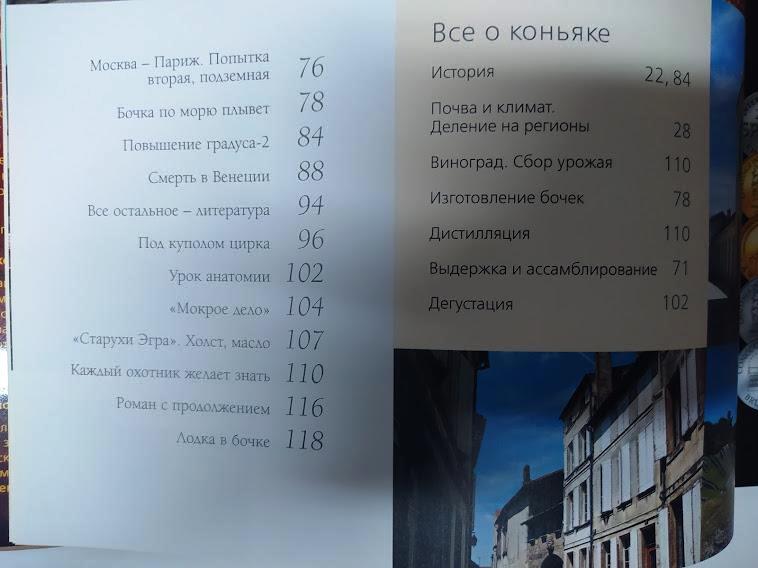 Москва – Париж. Попытка
вторая, подземная 76
Бочка по морю плывет 78
Повышение градуса-2 84
Смерть в Венеции 88
Все остальное – литература 94
Под куполом цирка 96
Урок анатомии 102
«Мокрое дело» 104
«Старухи Эгра». Холст, масло 107
Каждый охотник желает знать 110
Роман с продолжением 116
Лодка в бочке 118
Все о коньяке
История 22, 84
Почва и климат.
Деление на регионы 28
Виноград. Сбор урожая 110
Изготовление бочек 78
Дистилляция 110
Выдержка и ассамблирование 71
Дегустация 102